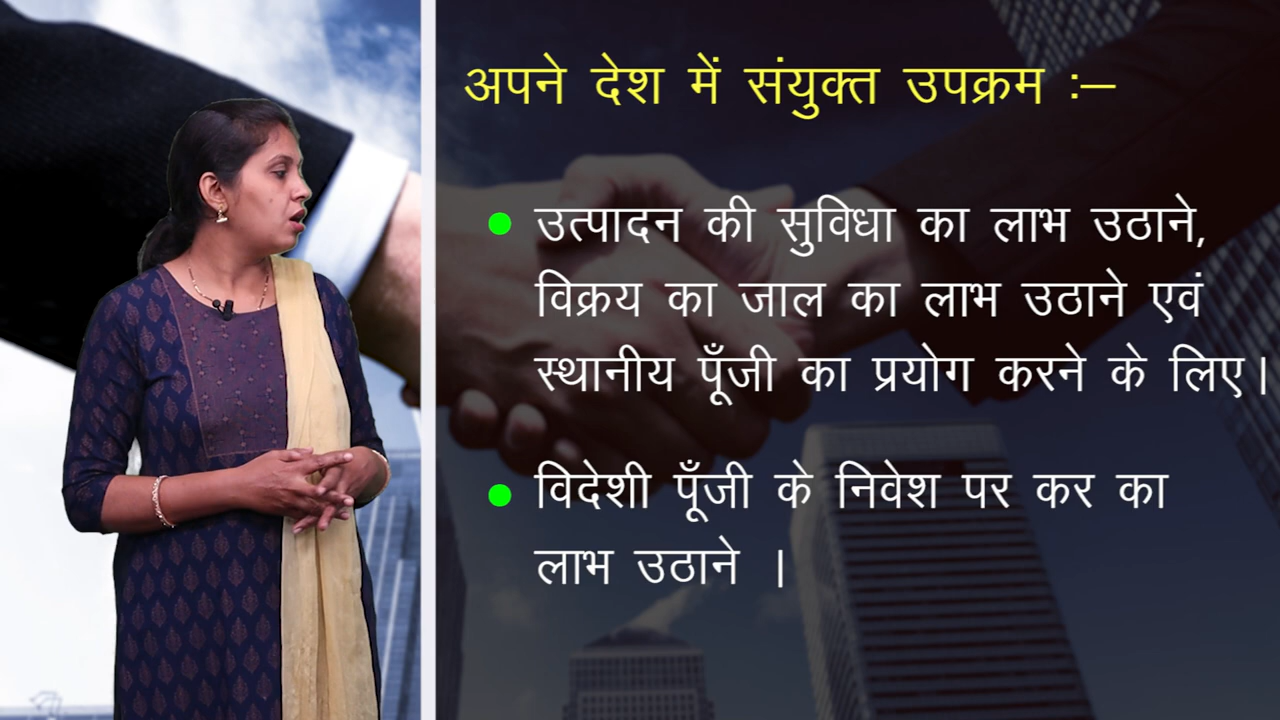 अपने देश में संयुक्त उपक्रम :–
उत्पादन की सुविधा का लाभ उठाने,
विक्रय का जाल का लाभ उठाने एवं
स्थानीय पूँजी का प्रयोग करने के लिए।
विदेशी पूँजी के निवेश पर कर का
लाभ उठाने ।